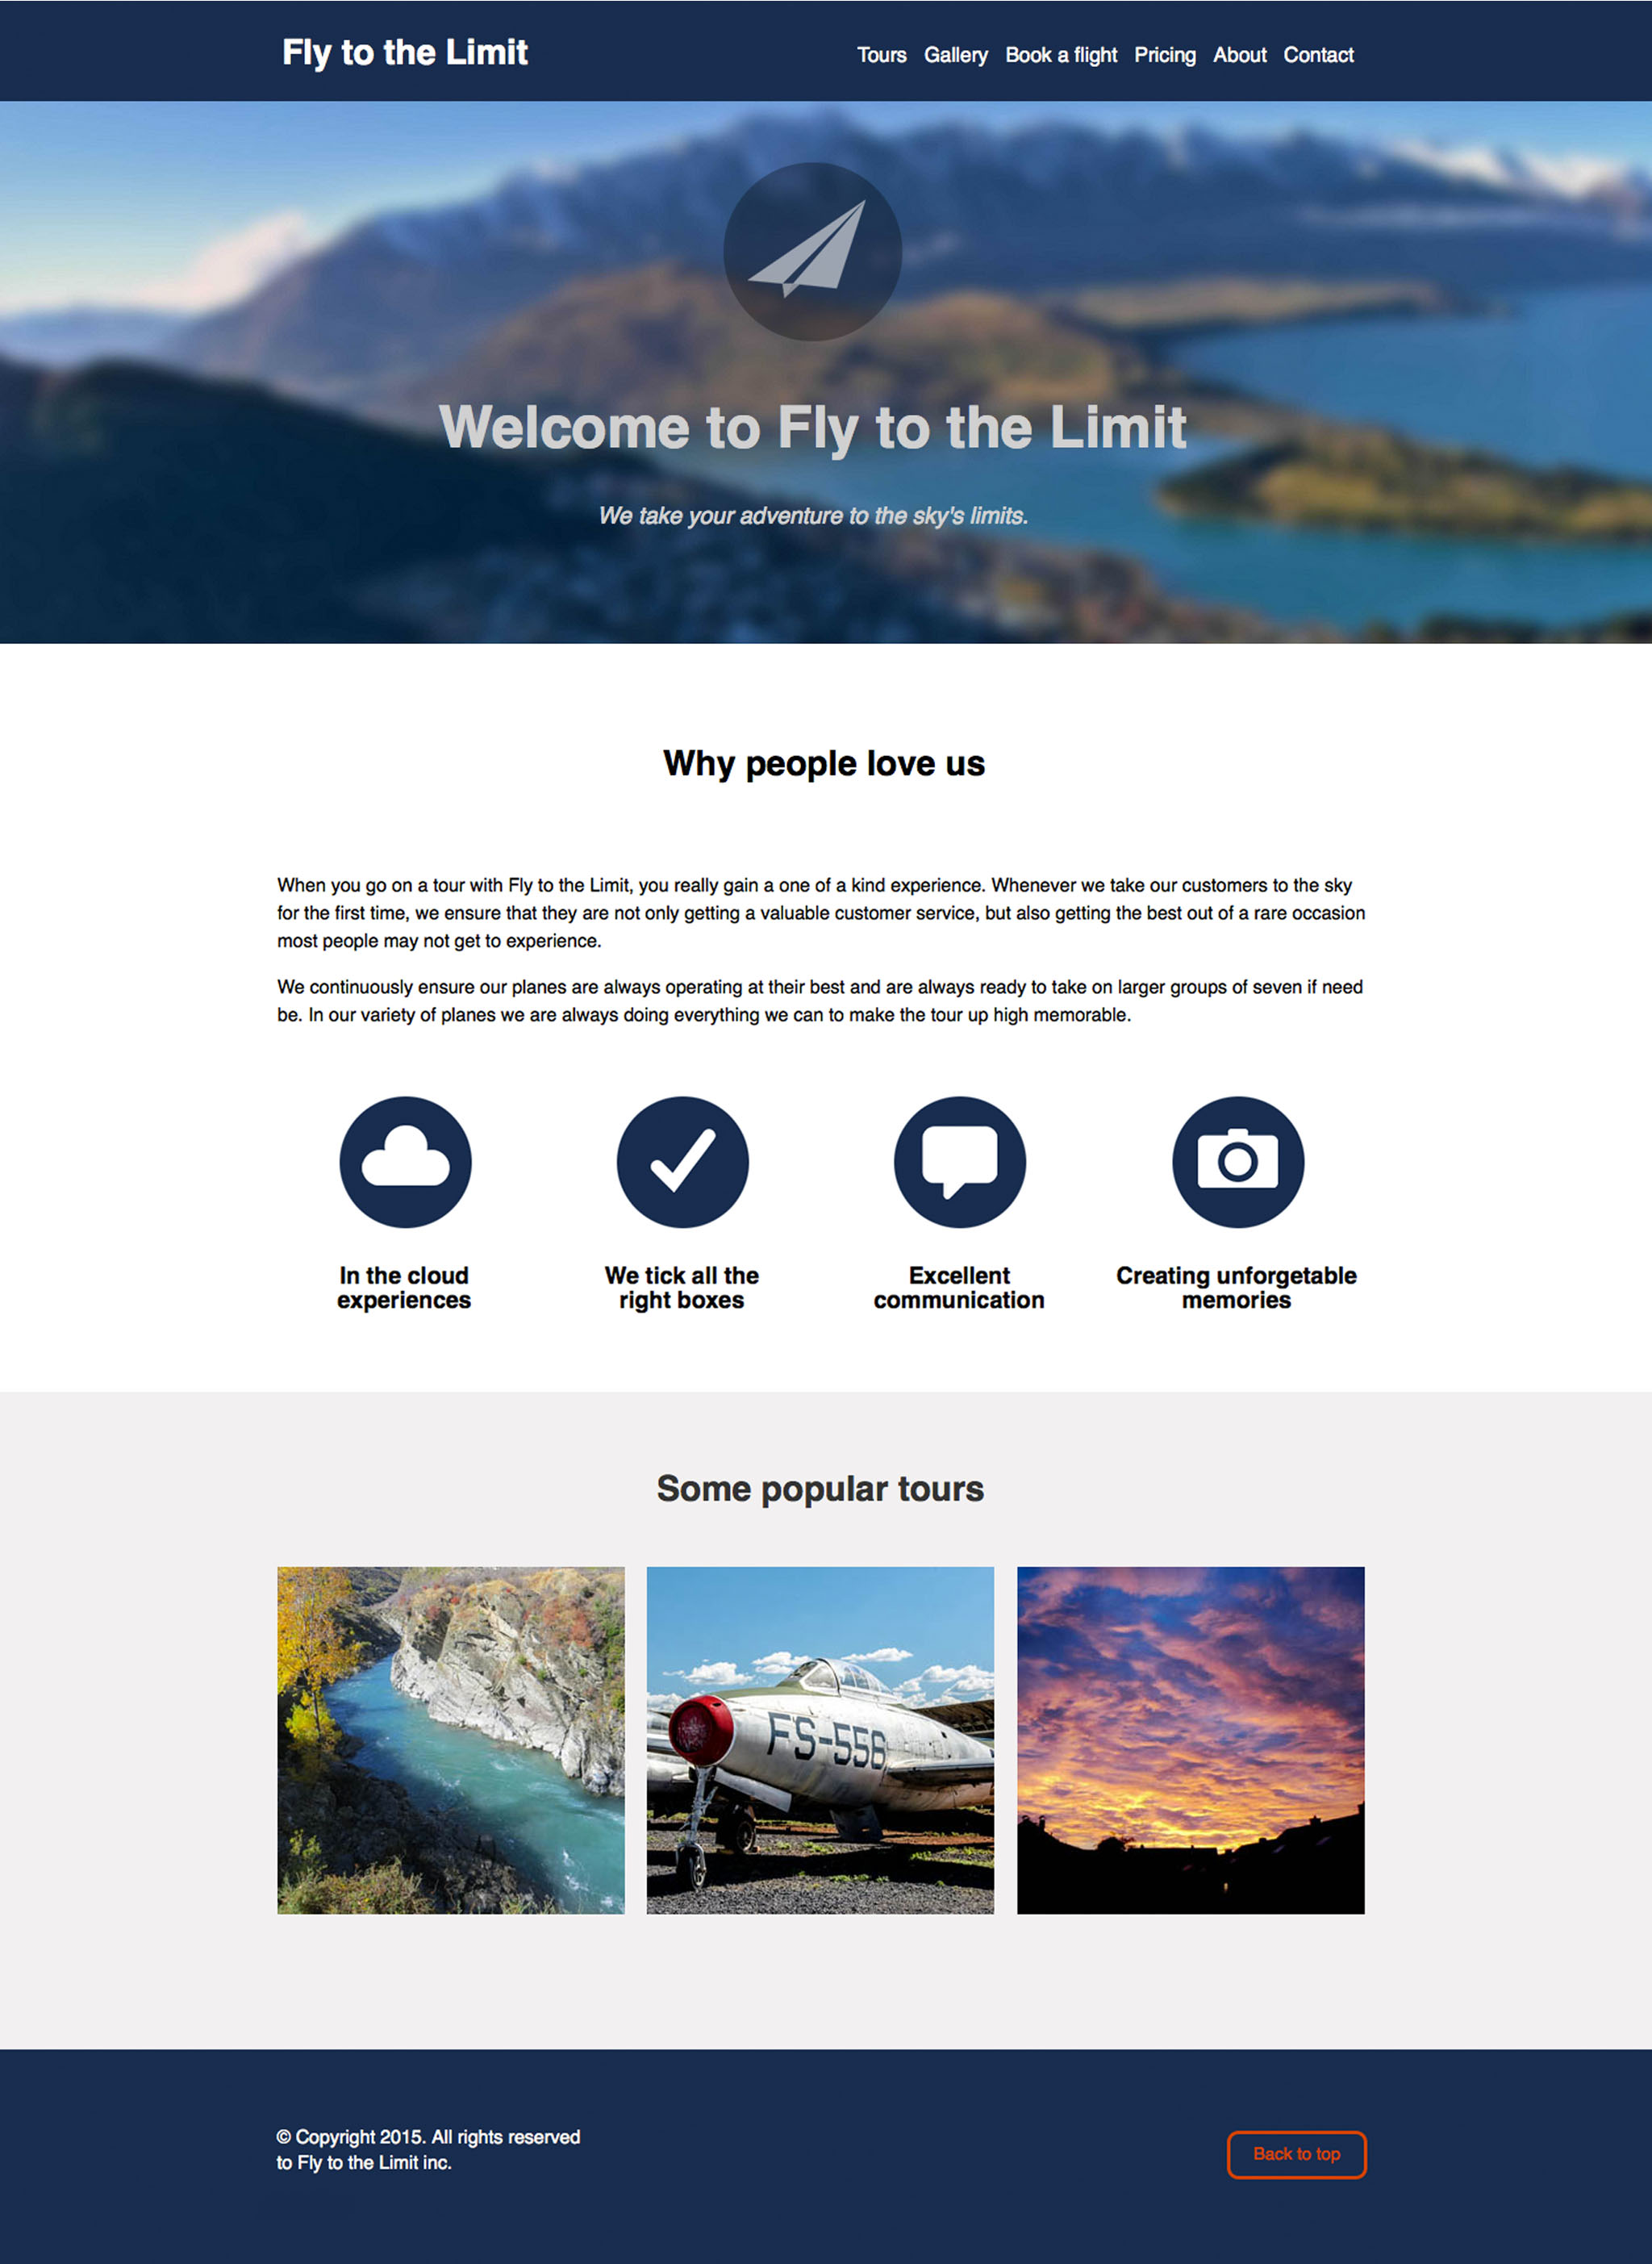 Fly to the Limit
Tours Gallery Book a flight Pricing About Contact
Welcome to Fly to the Limit
We take your adventure to the sky's limits.
Why people love us
When you go on a tour with Fly to the Limit, you really gain a one of a kind experience. Whenever we take our customers to the sky
for the first time, we ensure that they are not only getting a valuable customer service, but also getting the best out of a rare occasion
most people may not get to experience.
We continuously ensure our planes are always operating at their best and are always ready to take on larger groups of seven if need
be. In our variety of planes we are always doing everything we can to make the tour up high memorable.
In the cloud
experiences
We tick all the
right boxes
Excellent
communication
Creating unforgetable
memories
Some popular tours
FS-556
© Copyright 2015. All rights reserved
to Fly to the Limit inc.
Back to top